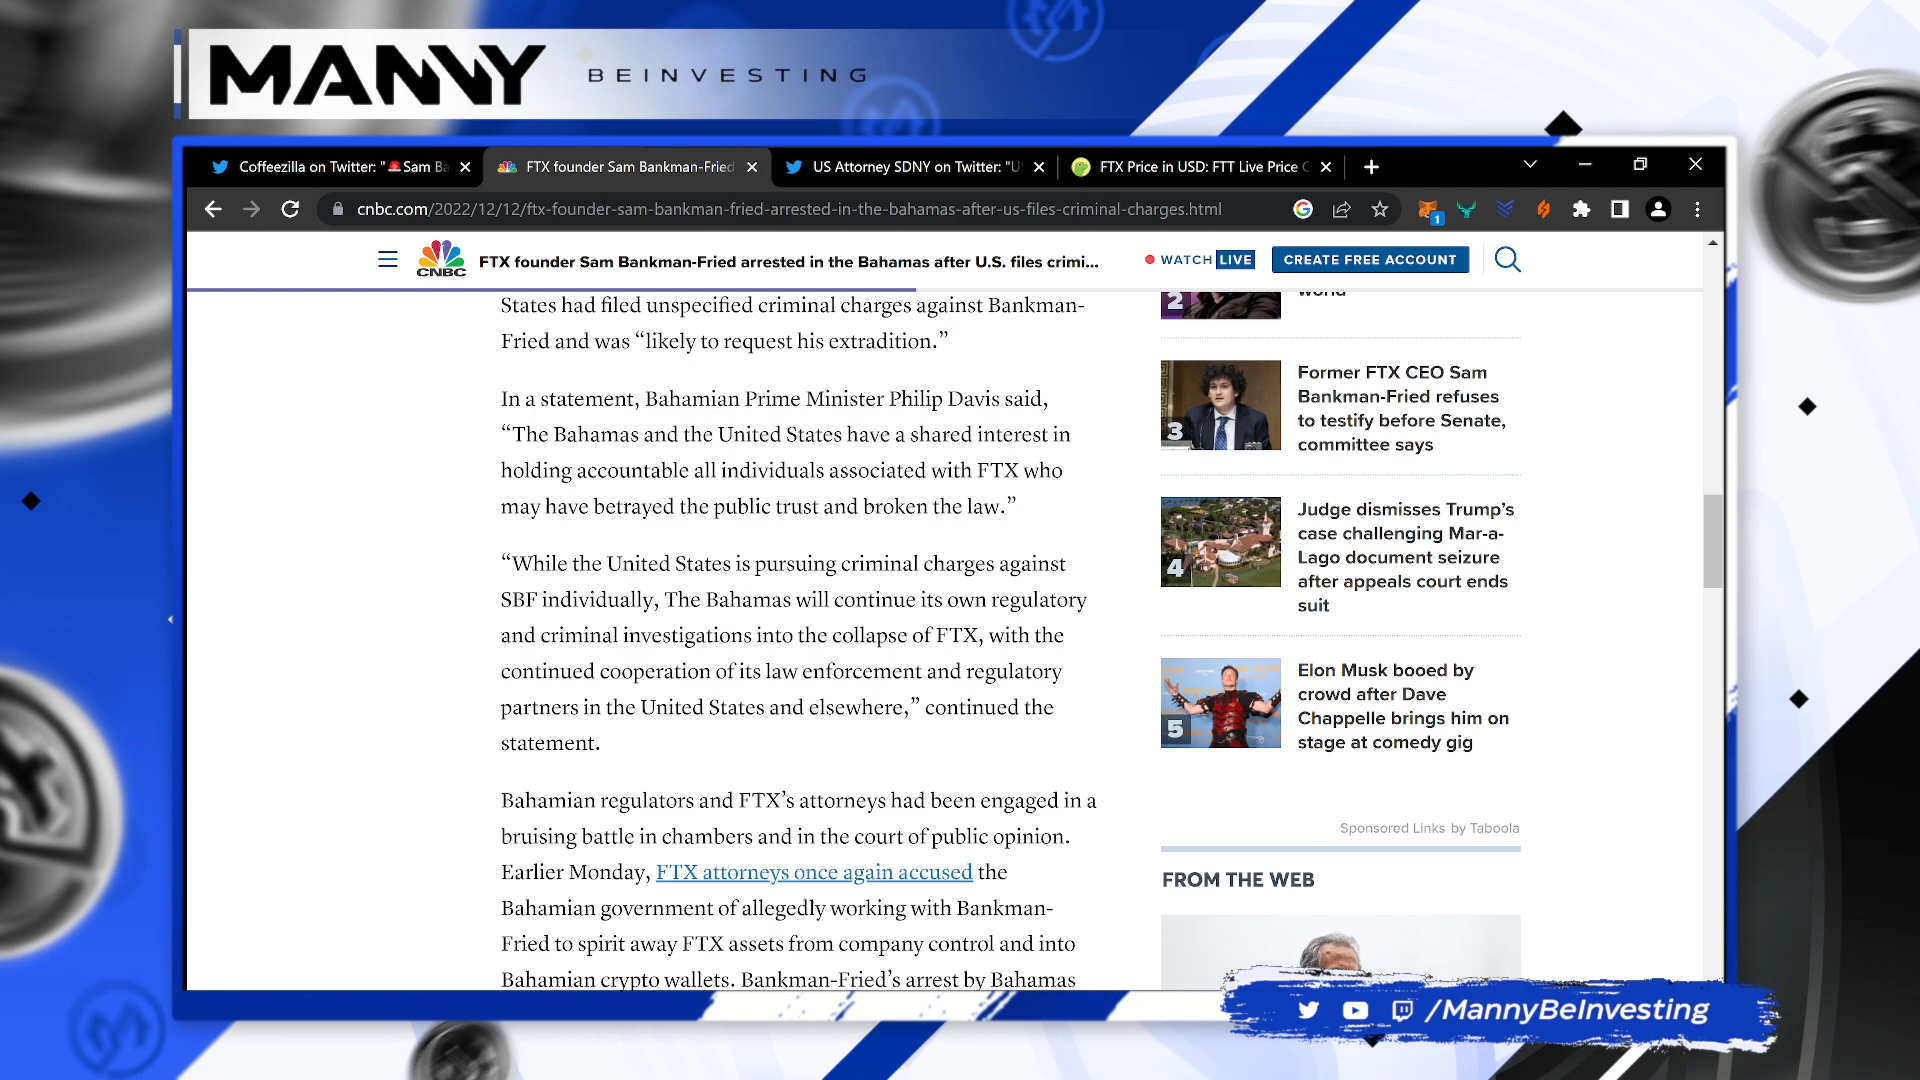 MANNY
BEINVESTING
Coffeezilla on Twitter: "🚨Sam Ba
FTX founder Sam Bankman-Fried
US Attorney SDNY on Twitter: "U
FTX Price in USD: FTT Live Price C
cnbc.com/2022/12/12/ftx-founder-sam-bankman-fried-arrested-in-the-bahamas-after-us-files-criminal-charges.html
1
CNBC
FTX founder Sam Bankman-Fried arrested in the Bahamas after U.S. files crimi...
WATCH LIVE
CREATE FREE ACCOUNT
States had filed unspecified criminal charges against Bankman-
Fried and was “likely to request his extradition.”
In a statement, Bahamian Prime Minister Philip Davis said,
“The Bahamas and the United States have a shared interest in
holding accountable all individuals associated with FTX who
may have betrayed the public trust and broken the law.”
“While the United States is pursuing criminal charges against
SBF individually, The Bahamas will continue its own regulatory
and criminal investigations into the collapse of FTX, with the
continued cooperation of its law enforcement and regulatory
partners in the United States and elsewhere,” continued the
statement.
Bahamian regulators and FTX’s attorneys had been engaged in a
bruising battle in chambers and in the court of public opinion.
Earlier Monday, FTX attorneys once again accused the
Bahamian government of allegedly working with Bankman-
Fried to spirit away FTX assets from company control and into
Bahamian crypto wallets. Bankman-Fried’s arrest by Bahamas
2
world
3
Former FTX CEO Sam
Bankman-Fried refuses
to testify before Senate,
committee says
4
Judge dismisses Trump’s
case challenging Mar-a-
Lago document seizure
after appeals court ends
suit
5
Elon Musk booed by
crowd after Dave
Chappelle brings him on
stage at comedy gig
Sponsored Links by Taboola
FROM THE WEB
/MannyBeInvesting